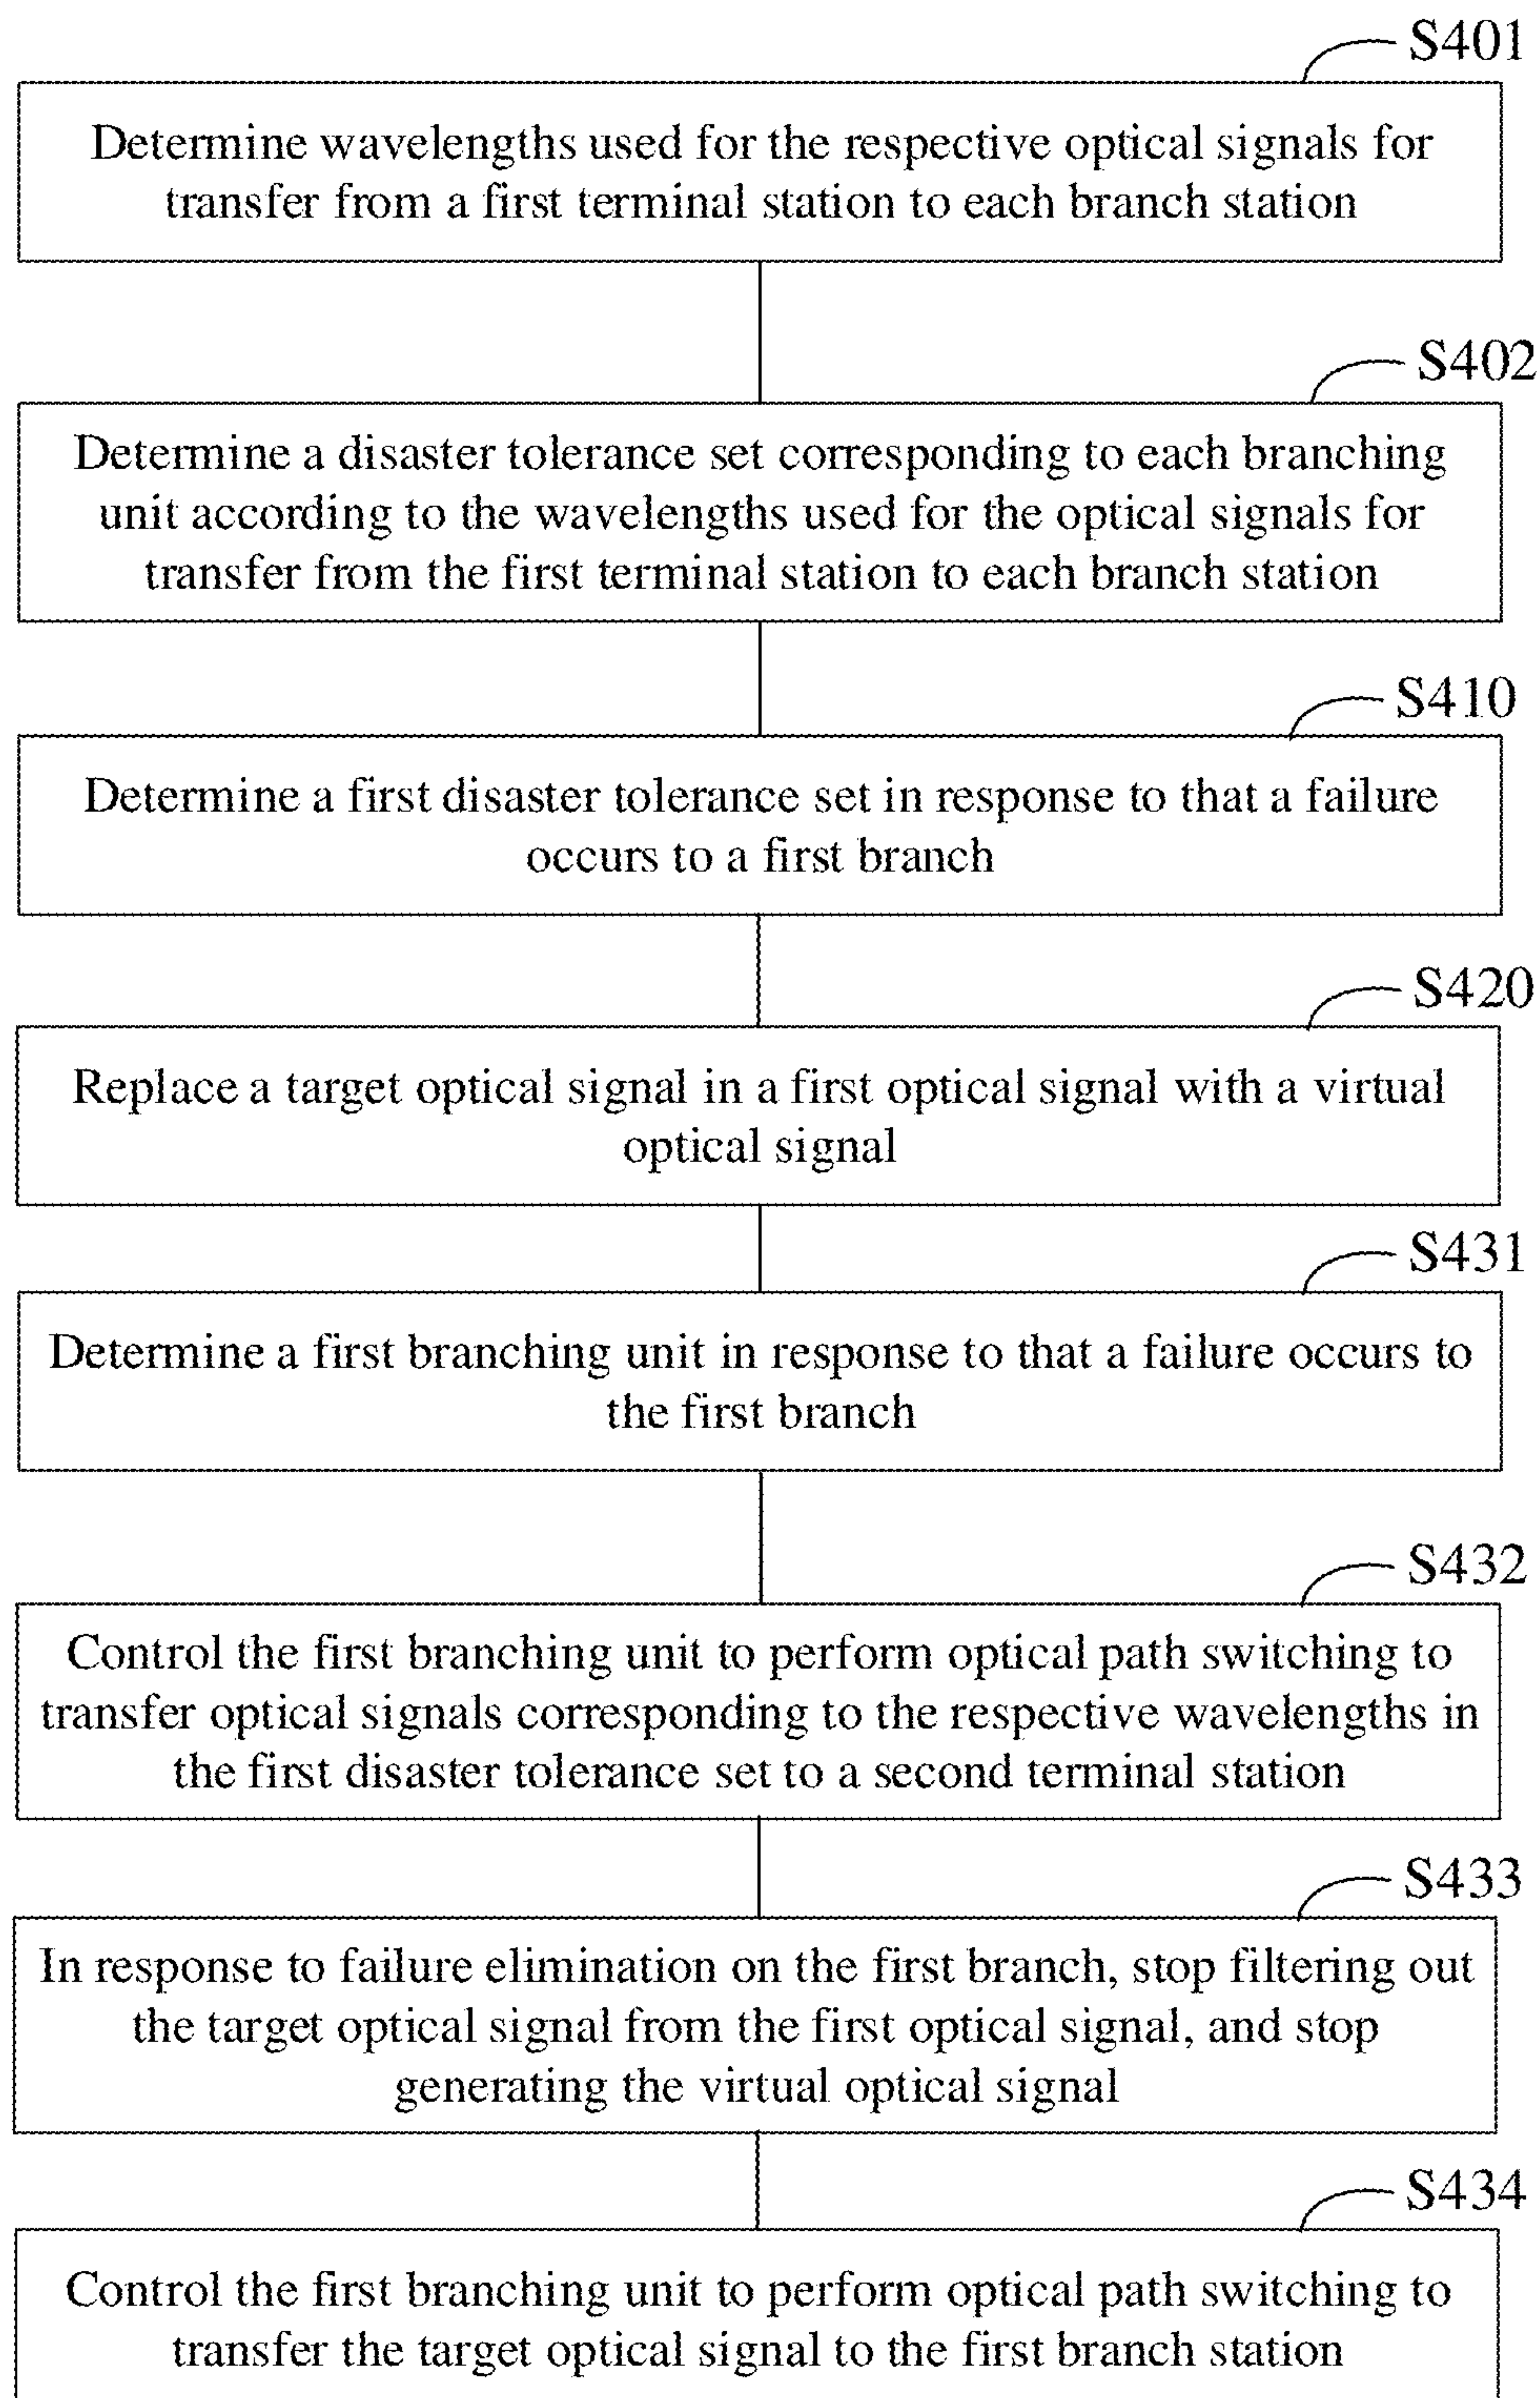 S401
Determine wavelengths used for the respective optical signals for
transfer from a first terminal station to each branch station
S402
Determine a disaster tolerance set corresponding to each branching
unit according to the wavelengths used for the optical signals for
transfer from the first terminal station to each branch station
S410
Determine a first disaster tolerance set in response to that a failure
occurs to a first branch
S420
Replace a target optical signal in a first optical signal with a virtual
optical signal
S431
Determine a first branching unit in response to that a failure occurs to
the first branch
S432
Control the first branching unit to perform optical path switching to
transfer optical signals corresponding to the respective wavelengths in
the first disaster tolerance set to a second terminal station
S433
In response to failure elimination on the first branch, stop filtering out
the target optical signal from the first optical signal, and stop
generating the virtual optical signal
S434
Control the first branching unit to perform optical path switching to
transfer the target optical signal to the first branch station